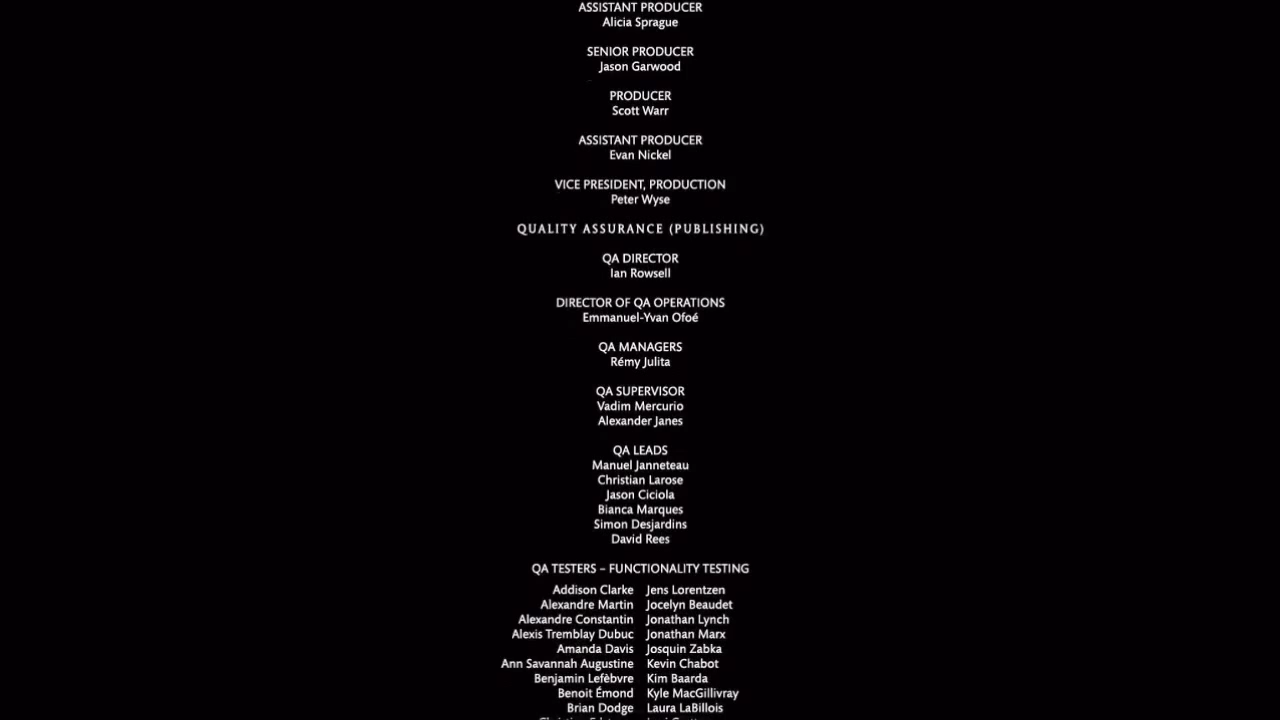 ASSISTANT PRODUCER
Alicia Sprague
SENIOR PRODUCER
Jason Garwood
PRODUCER
Scott Warr
ASSISTANT PRODUCER
Evan Nickel
VICE PRESIDENT, PRODUCTION
Peter Wyse
QUALITY ASSURANCE (PUBLISHING)
QA DIRECTOR
Ian Rowsell
DIRECTOR OF QA OPERATIONS
Emmanuel-Yvan Ofoé
QA MANAGERS
Rémy Julita
QA SUPERVISOR
Vadim Mercurio
Alexander Janes
QA LEADS
Manuel Janneteau
Christian Larose
Jason Ciciola
Bianca Marques
Simon Desjardins
David Rees
QA TESTERS – FUNCTIONALITY TESTING
Addison Clarke Jens Lorentzen
Alexandre Martin Jocelyn Beaudet
Alexandre Constantin Jonathan Lynch
Alexis Tremblay Dubuc Jonathan Marx
Amanda Davis Josquin Zabka
Ann Savannah Augustine Kevin Chabot
Benjamin Lefèbvre Kim Baarda
Benoit Émond Kyle MacGillivray
Brian Dodge Laura LaBillois